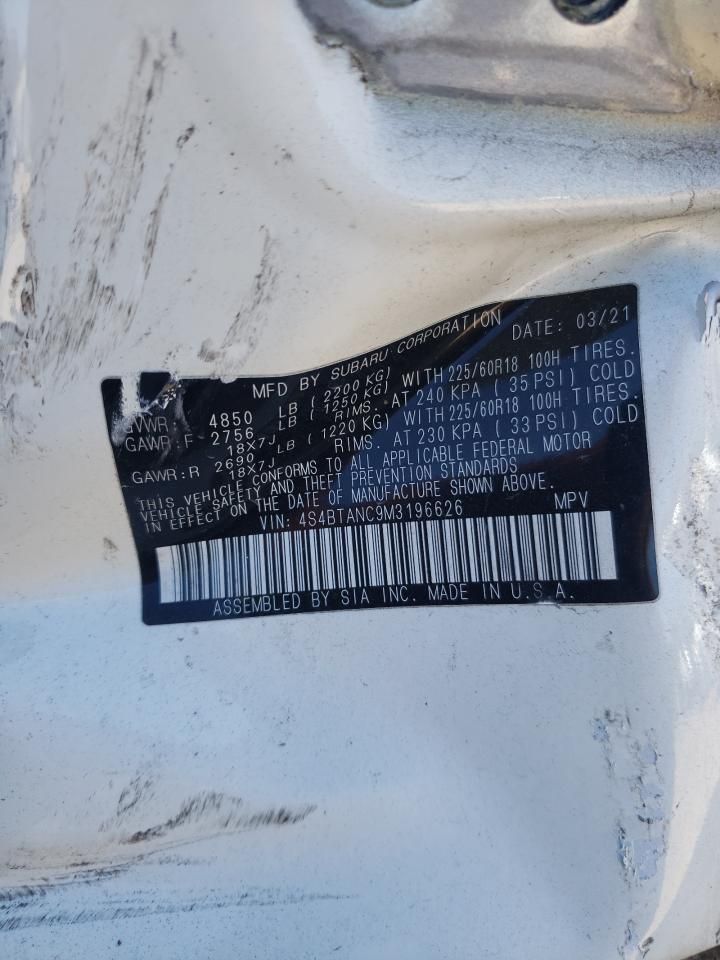 MFD BY SUBARU CORPORATION DATE: 03/21
GVWR: 4850 LB ( 2200 KG)
GAWR:F 2756 LB ( 1250 KG) WITH 225/60R18 100H TIRES.
18X7J RIMS. AT 240 KPA ( 35 PSI) COLD
GAWR:R 2690 LB ( 1220 KG) WITH 225/60R18 100H TIRES.
18X7J RIMS. AT 230 KPA ( 33 PSI) COLD
THIS VEHICLE CONFORMS TO ALL APPLICABLE FEDERAL MOTOR
VEHICLE SAFETY AND THEFT PREVENTION STANDARDS
IN EFFECT ON THE DATE OF MANUFACTURE SHOWN ABOVE.
VIN: 4S4BTANC9M3196626 MPV
ASSEMBLED BY SIA INC. MADE IN U.S.A.